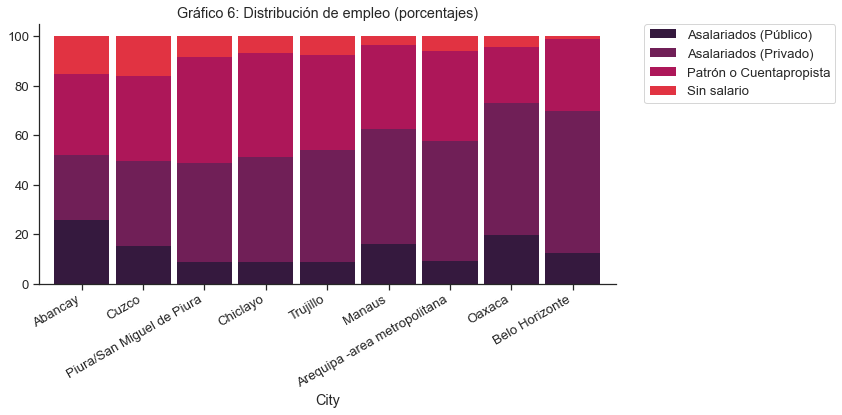 Gráfico 6: Distribución de empleo (porcentajes)
100
80
60
40
20
0
Asalariados (Público)
Asalariados (Privado)
Patrón o Cuentapropista
Sin salario
Abancay
Cuzco
Piura/San Miguel de Piura
Chiclayo
Trujillo
Manaus
Arequipa -area metropolitana
Oaxaca
Belo Horizonte
City